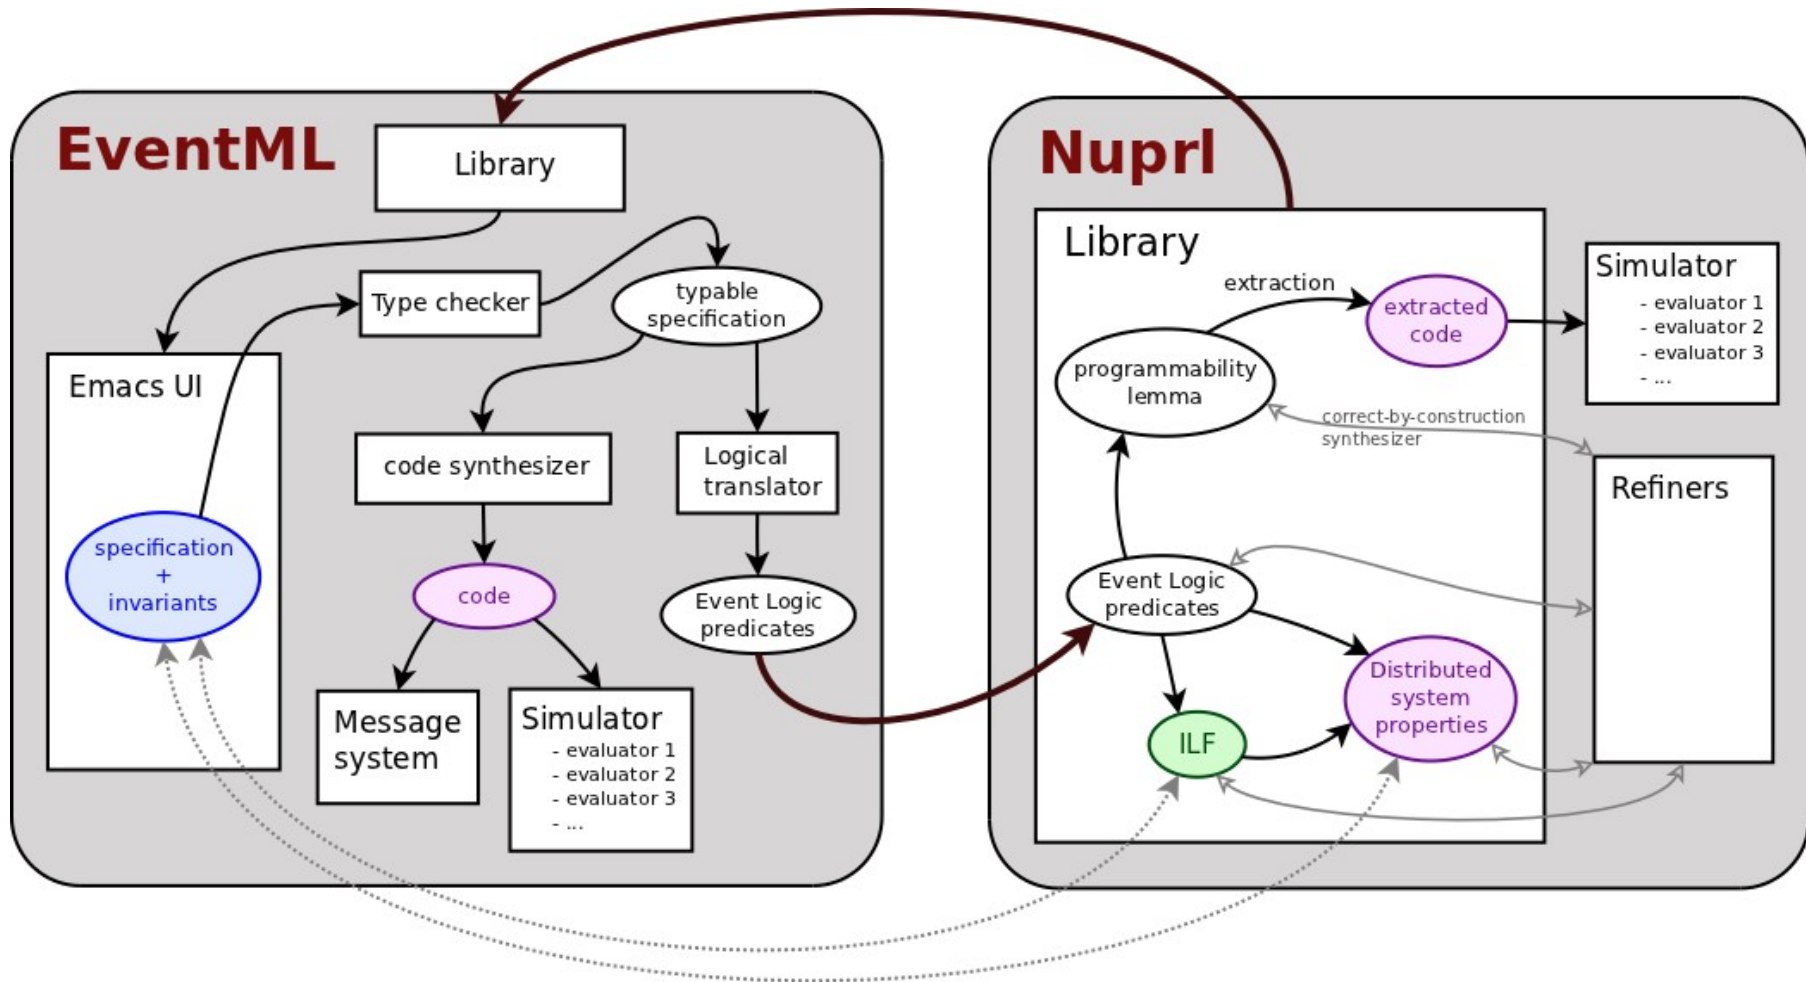 EventML
Library
Type checker
typable
specification
Emacs UI
specification
+
invariants
code synthesizer
Logical
translator
code
Event Logic
predicates
Message
system
Simulator
- evaluator 1
- evaluator 2
- evaluator 3
- ...
Nuprl
Library
extraction
extracted
code
Simulator
- evaluator 1
- evaluator 2
- evaluator 3
- ...
programmability
lemma
correct-by-construction
synthesizer
Refiners
Event Logic
predicates
Distributed
system
properties
ILF